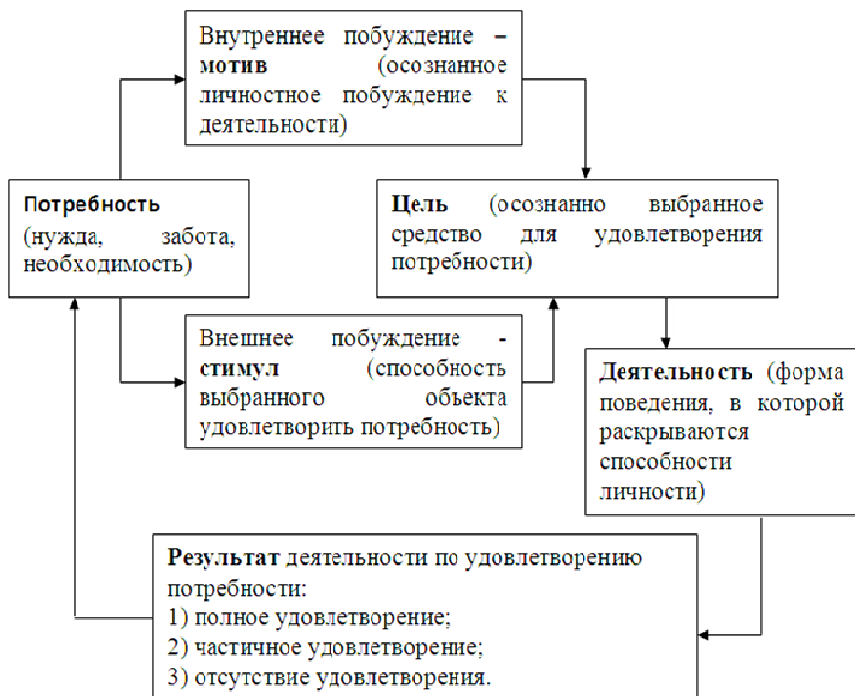 Внутреннее побуждение –
мотив (осознанное
личностное побуждение к
деятельности)
Потребность
(нужда, забота,
необходимость)
Цель (осознанно выбранное
средство для удовлетворения
потребности)
Внешнее побуждение -
стимул (способность
выбранного объекта
удовлетворить потребность)
Деятельность (форма
поведения, в которой
раскрываются
способности
личности)
Результат деятельности по удовлетворению
потребности:
1) полное удовлетворение;
2) частичное удовлетворение;
3) отсутствие удовлетворения.